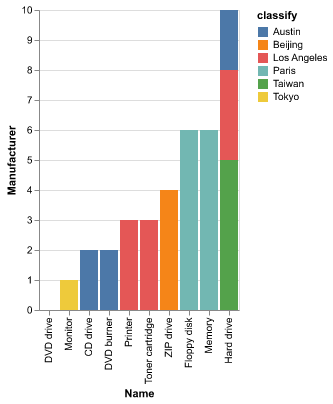 classify
Austin
Beijing
Los Angeles
Paris
Taiwan
Tokyo
Manufacturer
10
9
8
7
6
5
4
3
2
1
0
DVD drive
Monitor
CD drive
DVD burner
Printer
Toner cartridge
ZIP drive
Floppy disk
Memory
Hard drive
Name